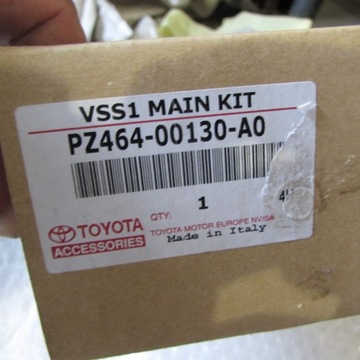 VSS1 MAIN KIT
PZ464-00130-A0
QTY: 1
TOYOTA
ACCESSORIES
TOYOTA MOTOR EUROPE NV/SA
Made in Italy